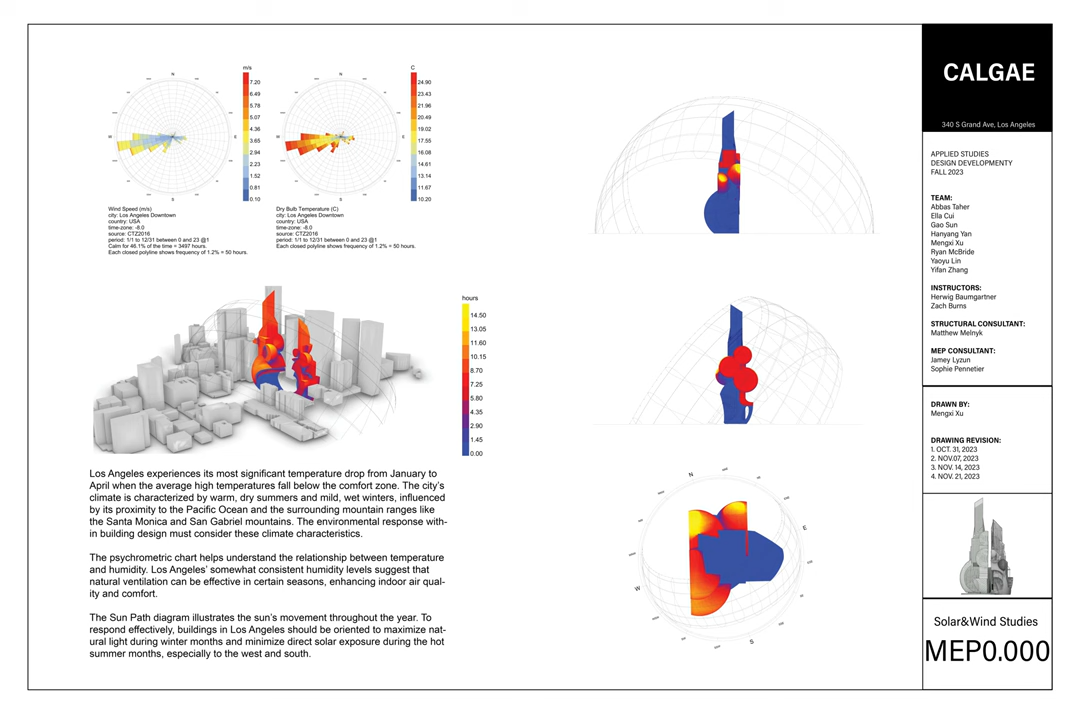 m/s
7.20
6.49
5.78
5.07
4.36
3.65
2.94
2.23
1.52
0.81
0.10
N
W
E
S
Wind Speed (m/s)
city: Los Angeles Downtown
country: USA
time-zone: -8.0
source: CTZ2016
period: 1/1 to 12/31 between 0 and 23 @1
Calm for 46.1% of the time = 3497 hours.
Each closed polyline shows frequency of 1.2% = 50 hours.
C
24.90
23.43
21.96
20.49
19.02
17.55
16.08
14.61
13.14
11.67
10.20
N
W
E
S
Dry Bulb Temperature (C)
city: Los Angeles Downtown
country: USA
time-zone: -8.0
source: CTZ2016
period: 1/1 to 12/31 between 0 and 23 @1
Each closed polyline shows frequency of 1.2% = 50 hours.
hours
14.50
13.05
11.60
10.15
8.70
7.25
5.80
4.35
2.90
1.45
0.00
Los Angeles experiences its most significant temperature drop from January to
April when the average high temperatures fall below the comfort zone. The city's
climate is characterized by warm, dry summers and mild, wet winters, influenced
by its proximity to the Pacific Ocean and the surrounding mountain ranges like
the Santa Monica and San Gabriel mountains. The environmental response with-
in building design must consider these climate characteristics.
The psychrometric chart helps understand the relationship between temperature
and humidity. Los Angeles' somewhat consistent humidity levels suggest that
natural ventilation can be effective in certain seasons, enhancing indoor air qual-
ity and comfort.
The Sun Path diagram illustrates the sun's movement throughout the year. To
respond effectively, buildings in Los Angeles should be oriented to maximize nat-
ural light during winter months and minimize direct solar exposure during the hot
summer months, especially to the west and south.
N
E
W
S
CALGAE
340 S Grand Ave, Los Angeles
APPLIED STUDIES
DESIGN DEVELOPMENTY
FALL 2023
TEAM:
Abbas Taher
Ella Cui
Gao Sun
Hanyang Yan
Mengxi Xu
Ryan McBride
Yaoyu Lin
Yifan Zhang
INSTRUCTORS:
Herwig Baumgartner
Zach Burns
STRUCTURAL CONSULTANT:
Matthew Melnyk
MEP CONSULTANT:
Jamey Lyzun
Sophie Pennetier
DRAWN BY:
Mengxi Xu
DRAWING REVISION:
1. OCT. 31, 2023
2. NOV.07, 2023
3. NOV. 14, 2023
4. NOV. 21, 2023
Solar&Wind Studies
MEP0.000